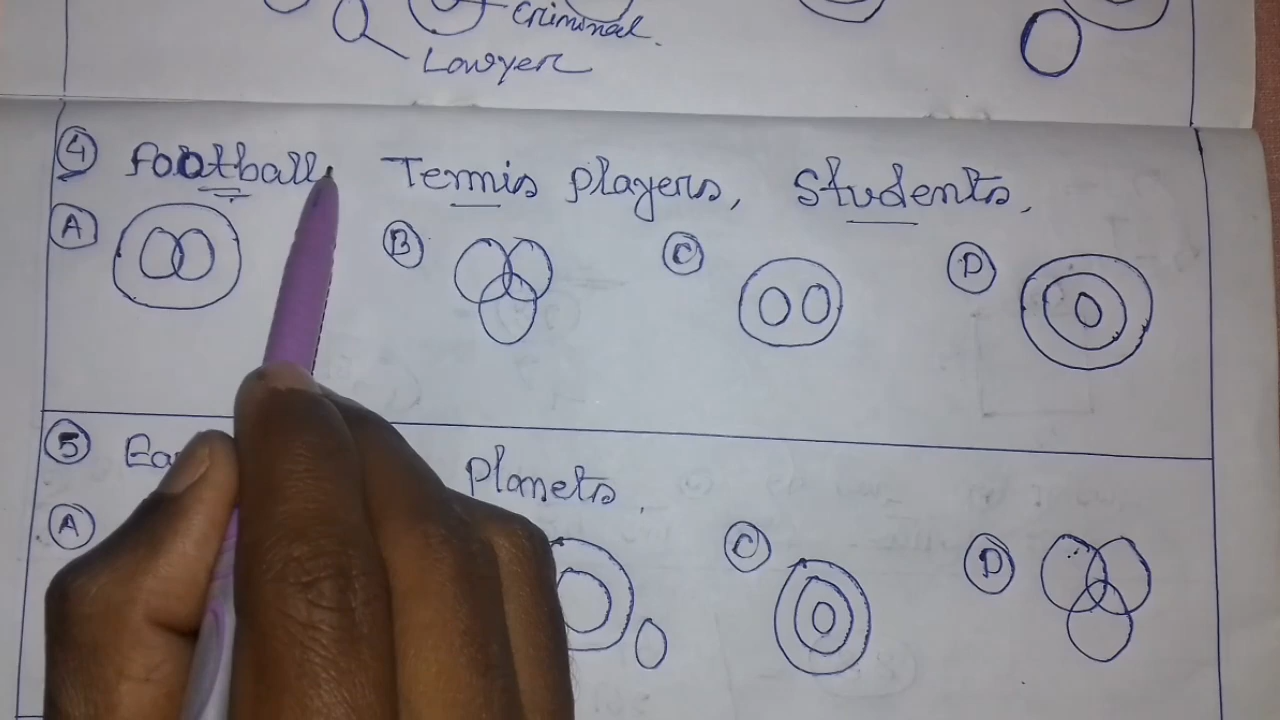 Criminal.
Lawyer
4 Football, Tennis players, Students,
A B C D
5 Planets,
A C D